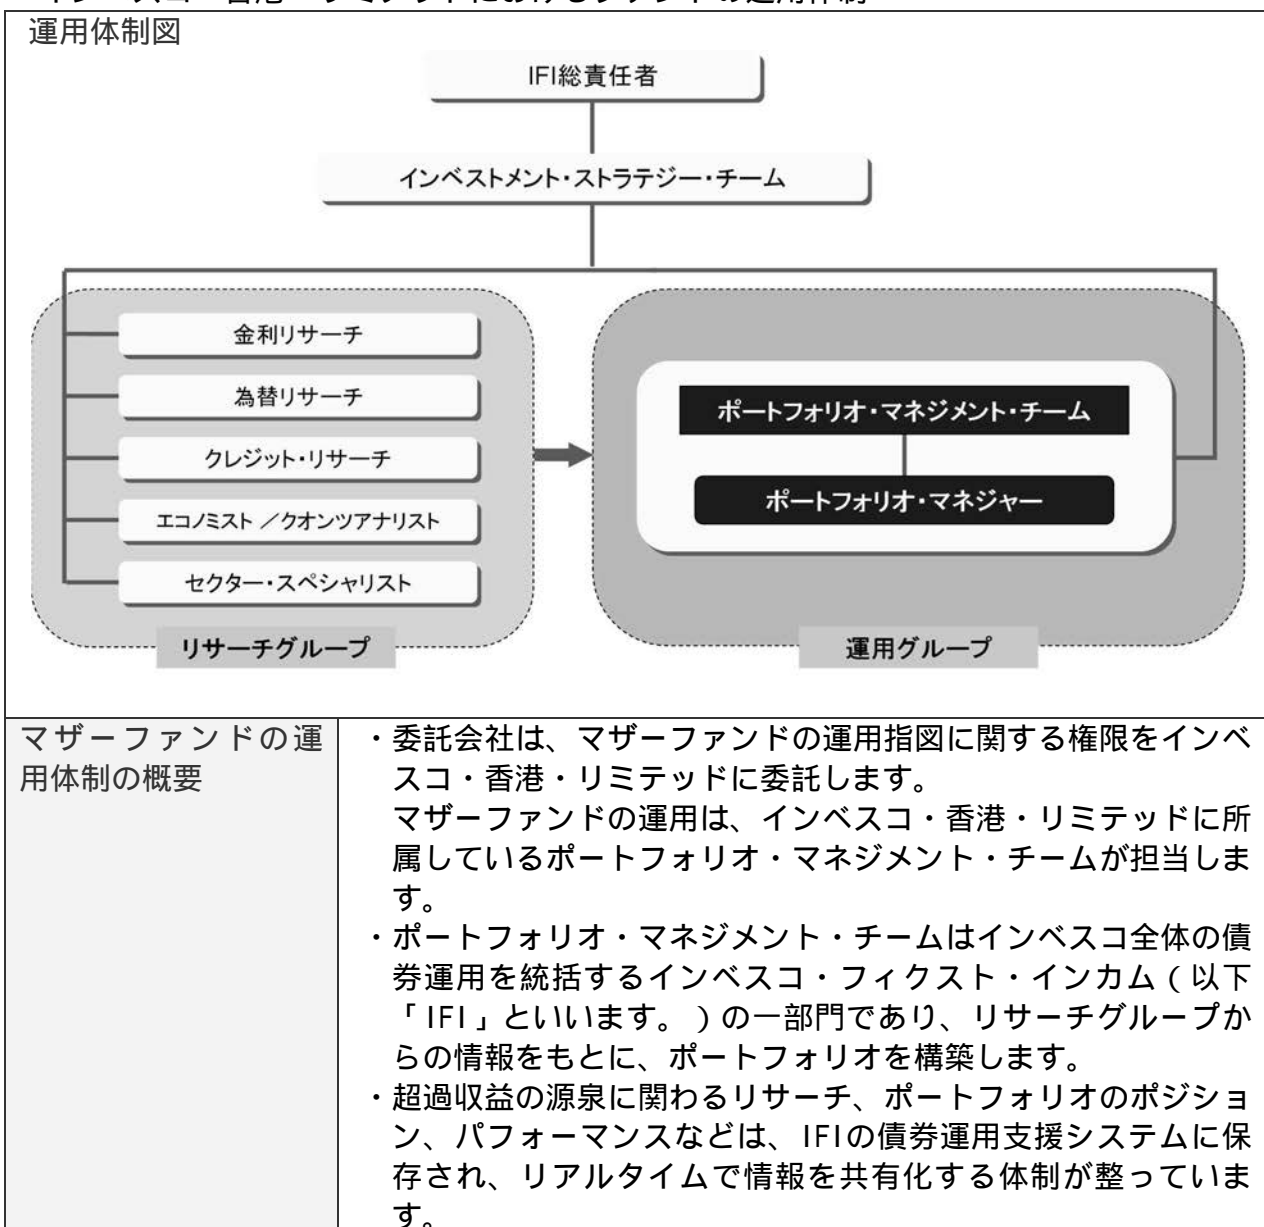 運用体制図
IFI総責任者
インベストメント・ストラテジー・チーム
金利リサーチ
為替リサーチ
クレジット・リサーチ
エコノミスト ／クオンツアナリスト
セクター・スペシャリスト
リサーチグループ
ポートフォリオ・マネジメント・チーム
ポートフォリオ・マネジャー
運用グループ
マザーファンドの運
用体制の概要
・委託会社は、マザーファンドの運用指図に関する権限をインベ
スコ・香港・リミテッドに委託します。
マザーファンドの運用は、インベスコ・香港・リミテッドに所
属しているポートフォリオ・マネジメント・チームが担当しま
す。
・ポートフォリオ・マネジメント・チームはインベスコ全体の債
券運用を統括するインベスコ・フィクスト・インカム（以下
「IFI」といいます。）の一部門であり、リサーチグループか
らの情報をもとに、ポートフォリオを構築します。
・超過収益の源泉に関わるリサーチ、ポートフォリオのポジショ
ン、パフォーマンスなどは、IFIの債券運用支援システムに保
存され、リアルタイムで情報を共有化する体制が整っていま
す。